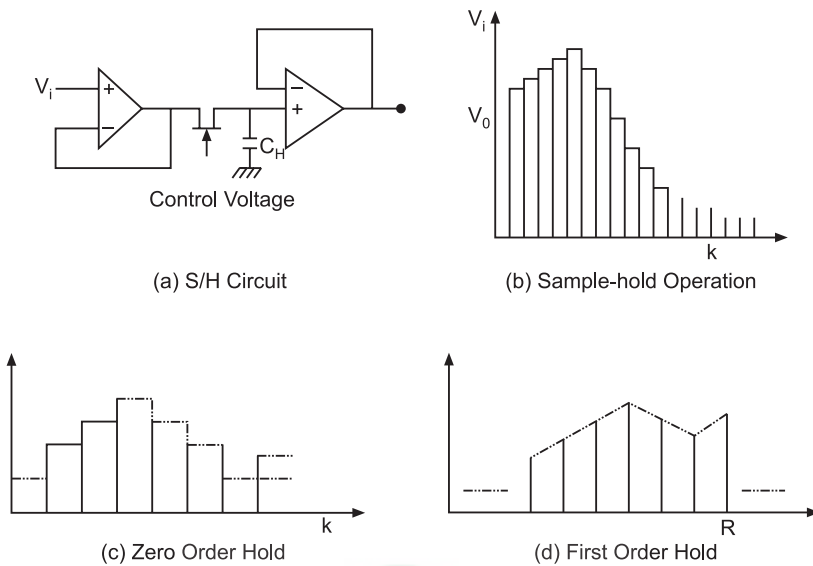 V_i
+
−
−
+
C_H
Control Voltage
(a) S/H Circuit
V_i
V_0
k
(b) Sample-hold Operation
k
(c) Zero Order Hold
R
(d) First Order Hold